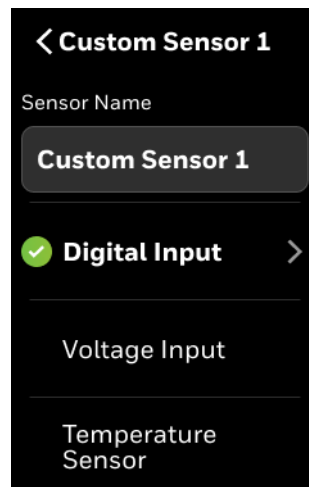 Custom Sensor 1
Sensor Name
Custom Sensor 1
Digital Input
Voltage Input
Temperature
Sensor